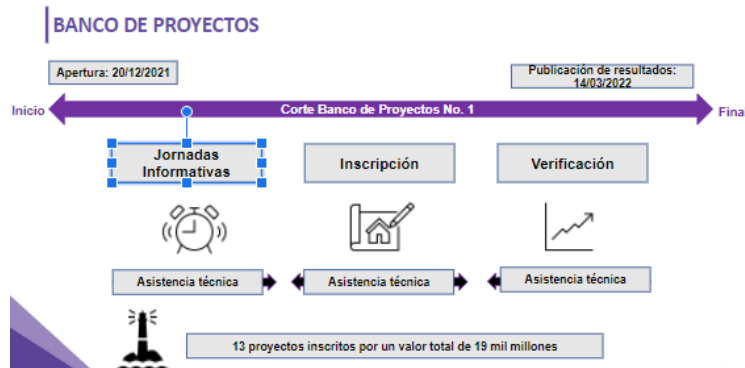 BANCO DE PROYECTOS
Apertura: 20/12/2021
Publicación de resultados:
14/03/2022
Inicio
Corte Banco de Proyectos No. 1
Fina
Jornadas
Informativas
Inscripción
Verificación
Asistencia técnica
Asistencia técnica
Asistencia técnica
13 proyectos inscritos por un valor total de 19 mil millones